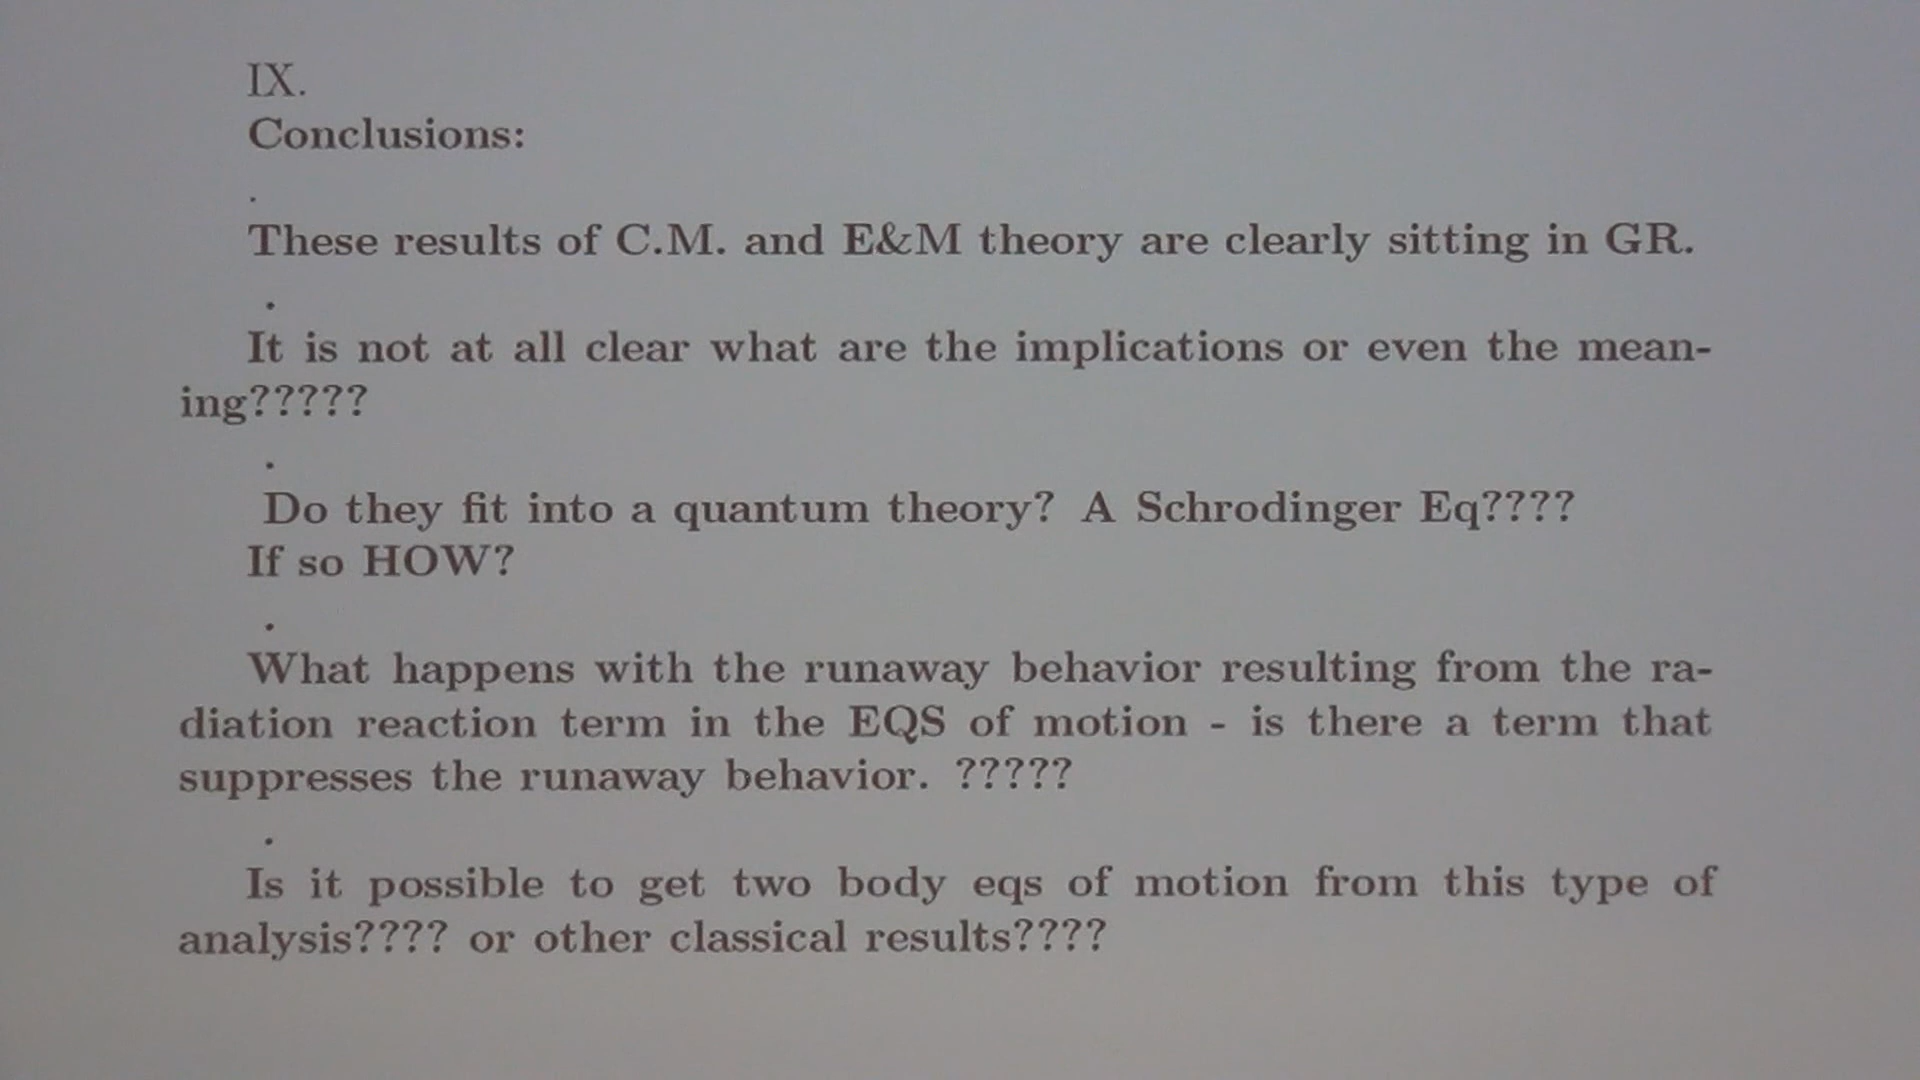 IX.
Conclusions:
.
These results of C.M. and E&M theory are clearly sitting in GR.
.
It is not at all clear what are the implications or even the mean-
ing?????
.
Do they fit into a quantum theory? A Schrodinger Eq????
If so HOW?
.
What happens with the runaway behavior resulting from the ra-
diation reaction term in the EQS of motion - is there a term that
suppresses the runaway behavior. ?????
.
Is it possible to get two body eqs of motion from this type of
analysis???? or other classical results????